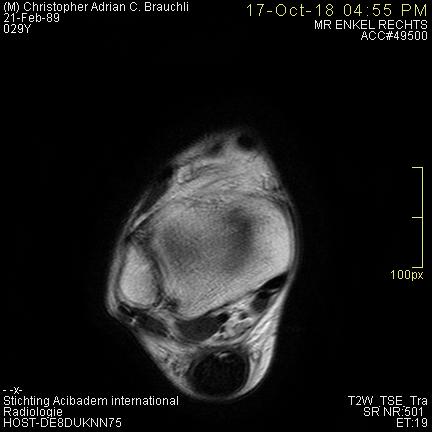 (M) Christopher Adrian C. Brauchli
21-Feb-89
029Y
17-Oct-18 04:55 PM
MR ENKEL RECHTS
ACC#49500
100px
--x-
Stichting Acibadem international
Radiologie
HOST-DE8DUKNN75
T2W_TSE_Tra
SR NR:501
ET:19